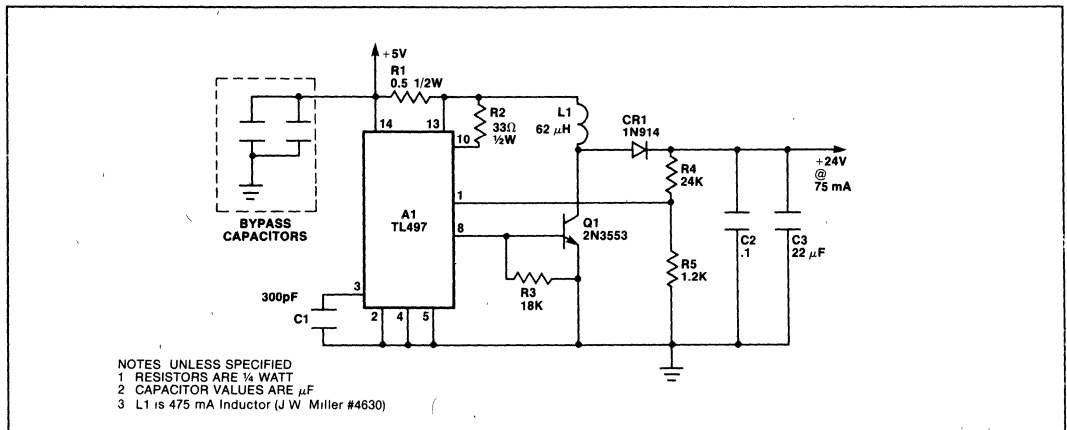 +5V
R1
0.5 1/2W
14
13
R2
33Ω
½W
10
L1
62 μH
CR1
1N914
+24V
@
75 mA
R4
24K
1
A1
TL497
8
Q1
2N3553
BYPASS
CAPACITORS
R3
18K
R5
1.2K
C2
.1
C3
22 μF
3
300pF
C1
2
4
5
NOTES UNLESS SPECIFIED
1 RESISTORS ARE ¼ WATT
2 CAPACITOR VALUES ARE μF
3 L1 is 475 mA Inductor (J W Miller #4630)